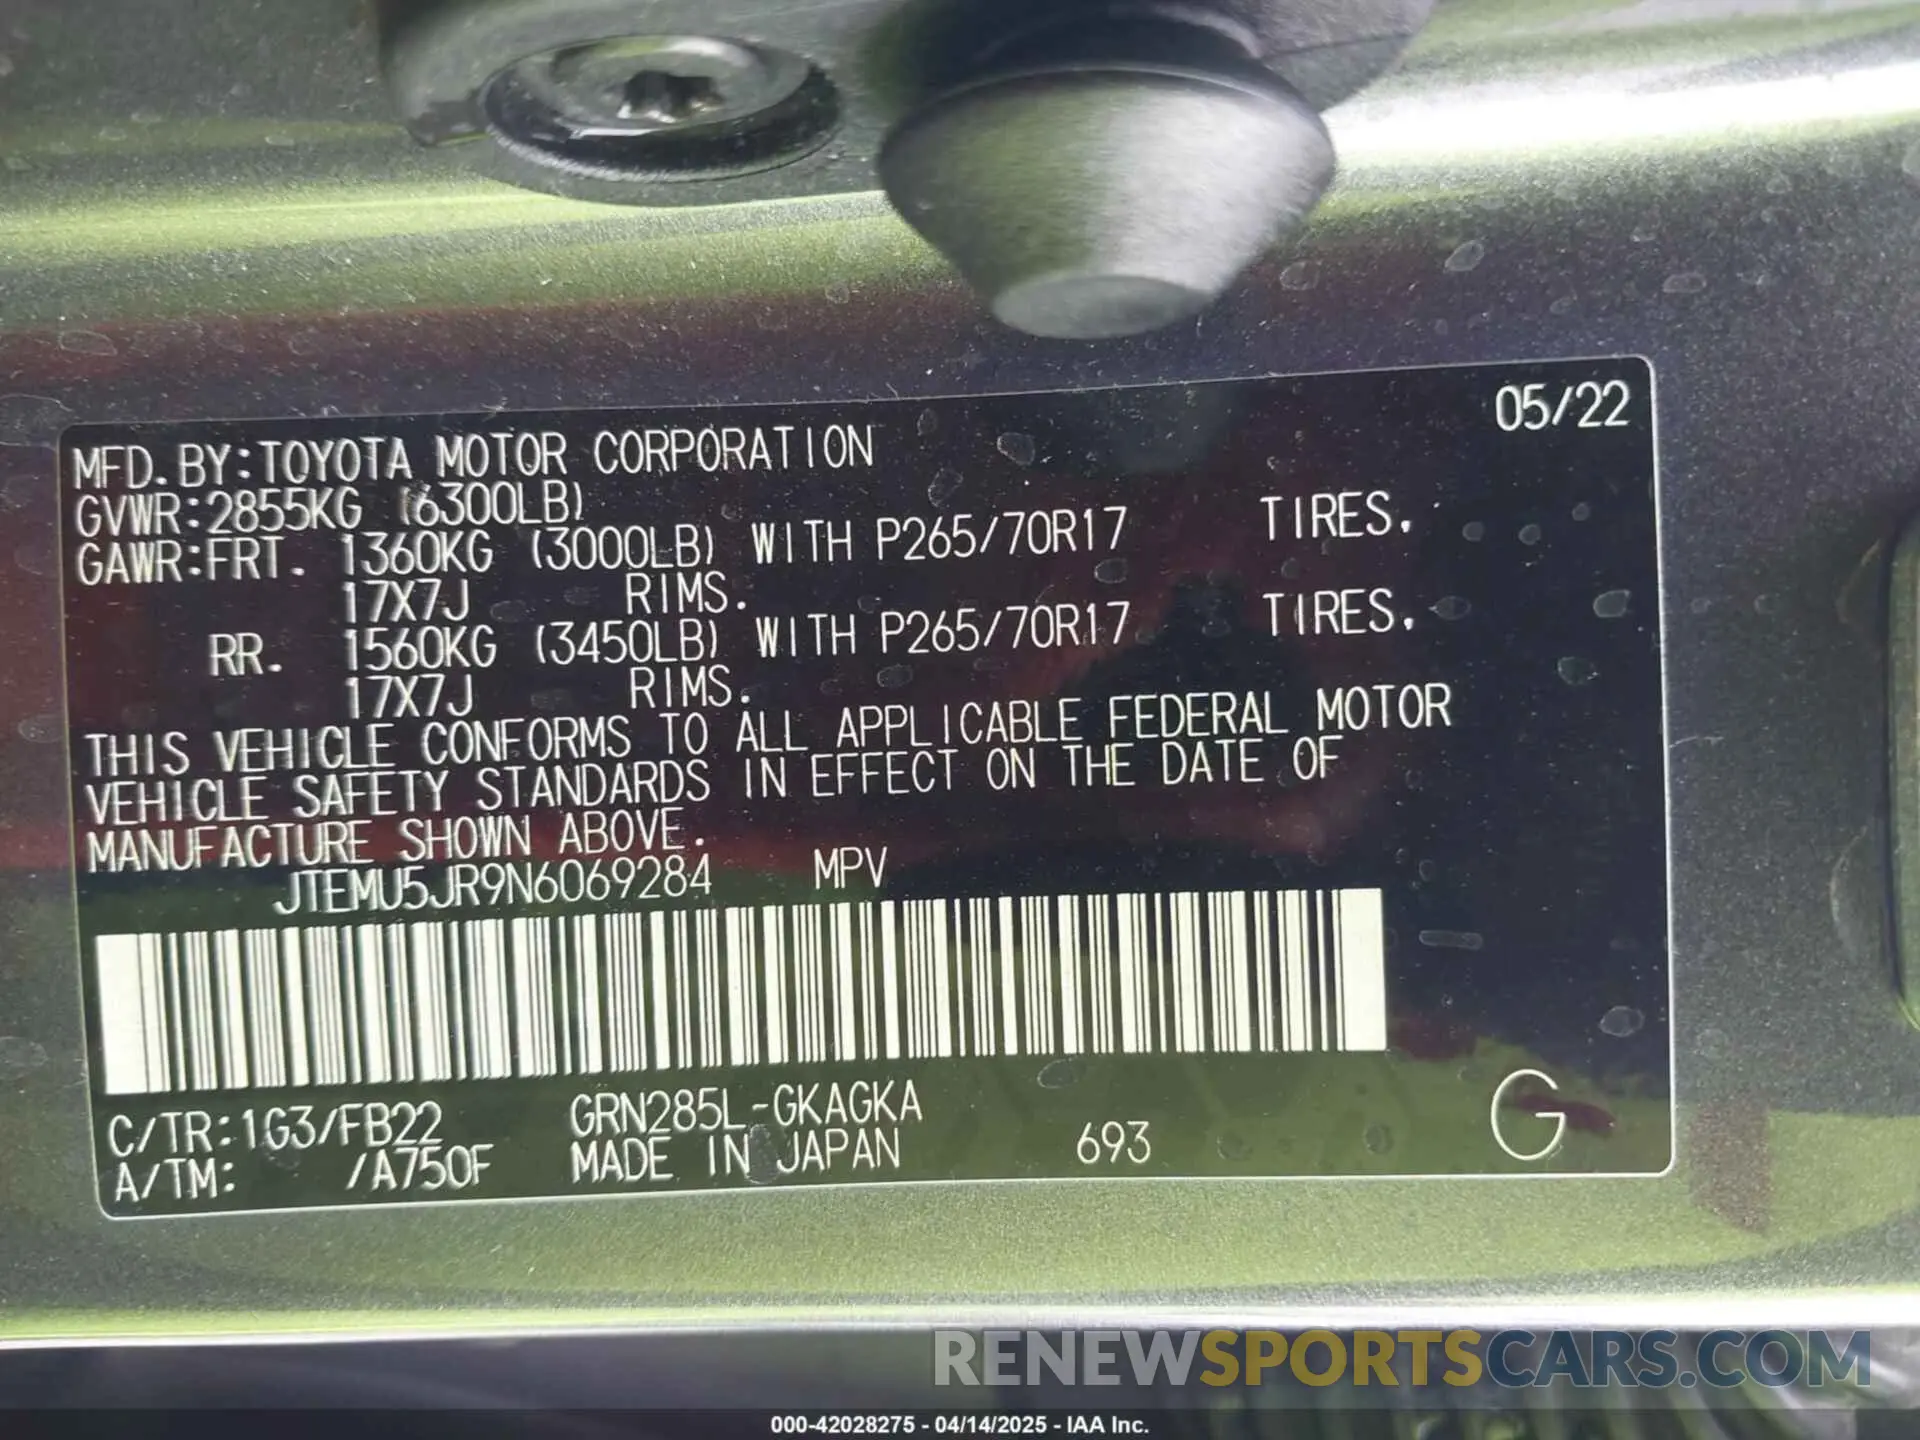 05/22
MFD.BY:TOYOTA MOTOR CORPORATION
GVWR:2855KG (6300LB)
GAWR:FRT. 1360KG (3000LB) WITH P265/70R17 TIRES.
17X7J RIMS.
RR. 1560KG (3450LB) WITH P265/70R17 TIRES.
17X7J RIMS.
THIS VEHICLE CONFORMS TO ALL APPLICABLE FEDERAL MOTOR
VEHICLE SAFETY STANDARDS IN EFFECT ON THE DATE OF
MANUFACTURE SHOWN ABOVE.
JTEMU5JR9N6069284 MPV
C/TR:1G3/FB22 GRN285L-GKAGKA
A/TM: /A750F MADE IN JAPAN 693 G
RENEWSPORTSCARS.COM
000-42028275 - 04/14/2025 - IAA Inc.